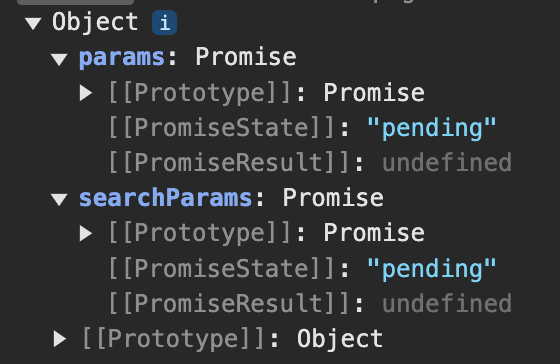 Object i
params: Promise
[[Prototype]]: Promise
[[PromiseState]]: "pending"
[[PromiseResult]]: undefined
searchParams: Promise
[[Prototype]]: Promise
[[PromiseState]]: "pending"
[[PromiseResult]]: undefined
[[Prototype]]: Object